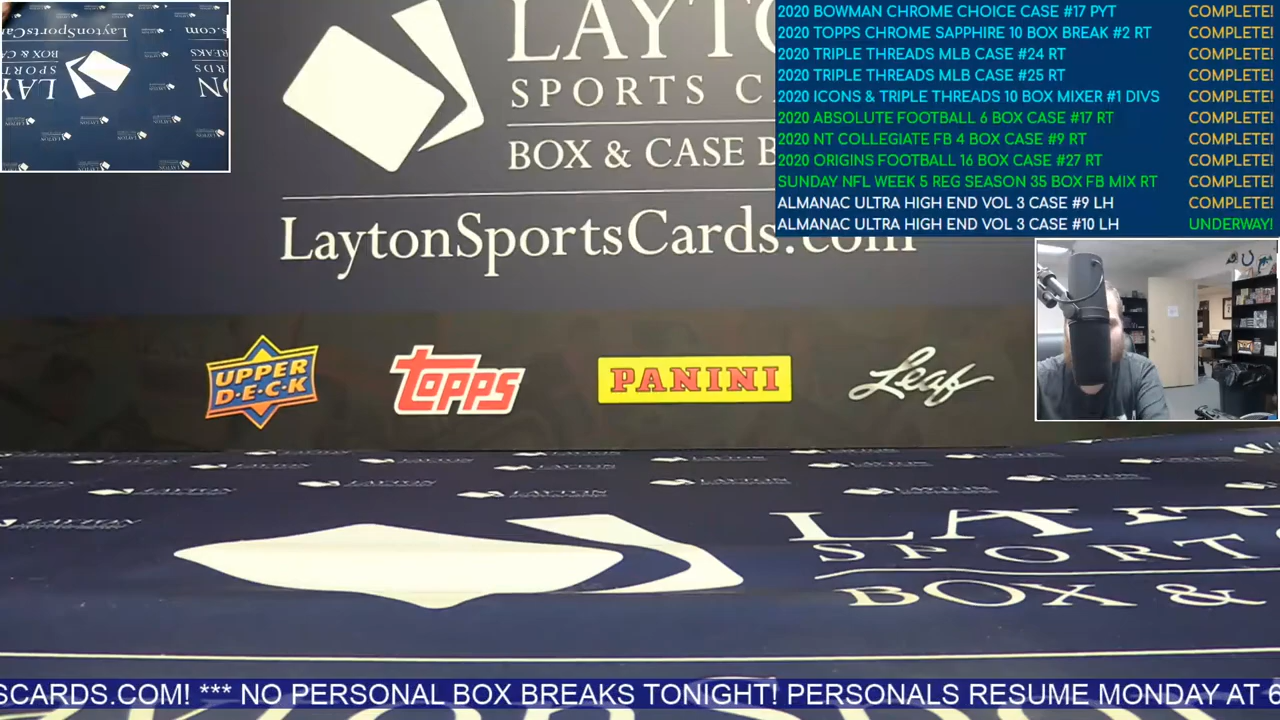 2020 BOWMAN CHROME CHOICE CASE #17 PYT COMPLETE!
2020 TOPPS CHROME SAPPHIRE 10 BOX BREAK #2 RT COMPLETE!
2020 TRIPLE THREADS MLB CASE #24 RT COMPLETE!
2020 TRIPLE THREADS MLB CASE #25 RT COMPLETE!
2020 ICONS & TRIPLE THREADS 10 BOX MIXER #1 DIVS COMPLETE!
2020 ABSOLUTE FOOTBALL 6 BOX CASE #17 RT COMPLETE!
2020 NT COLLEGIATE FB 4 BOX CASE #9 RT COMPLETE!
2020 ORIGINS FOOTBALL 16 BOX CASE #27 RT COMPLETE!
SUNDAY NFL WEEK 5 REG SEASON 35 BOX FB MIX RT COMPLETE!
ALMANAC ULTRA HIGH END VOL 3 CASE #9 LH COMPLETE!
ALMANAC ULTRA HIGH END VOL 3 CASE #10 LH UNDERWAY!
LAYT
SPORTS C
BOX & CASE B
LaytonSportsCards.com
UPPER
D·E·C·K
topps
PANINI
Leaf
LAYT
SPORTS
BOX &
SCARDS.COM! *** NO PERSONAL BOX BREAKS TONIGHT! PERSONALS RESUME MONDAY AT 6